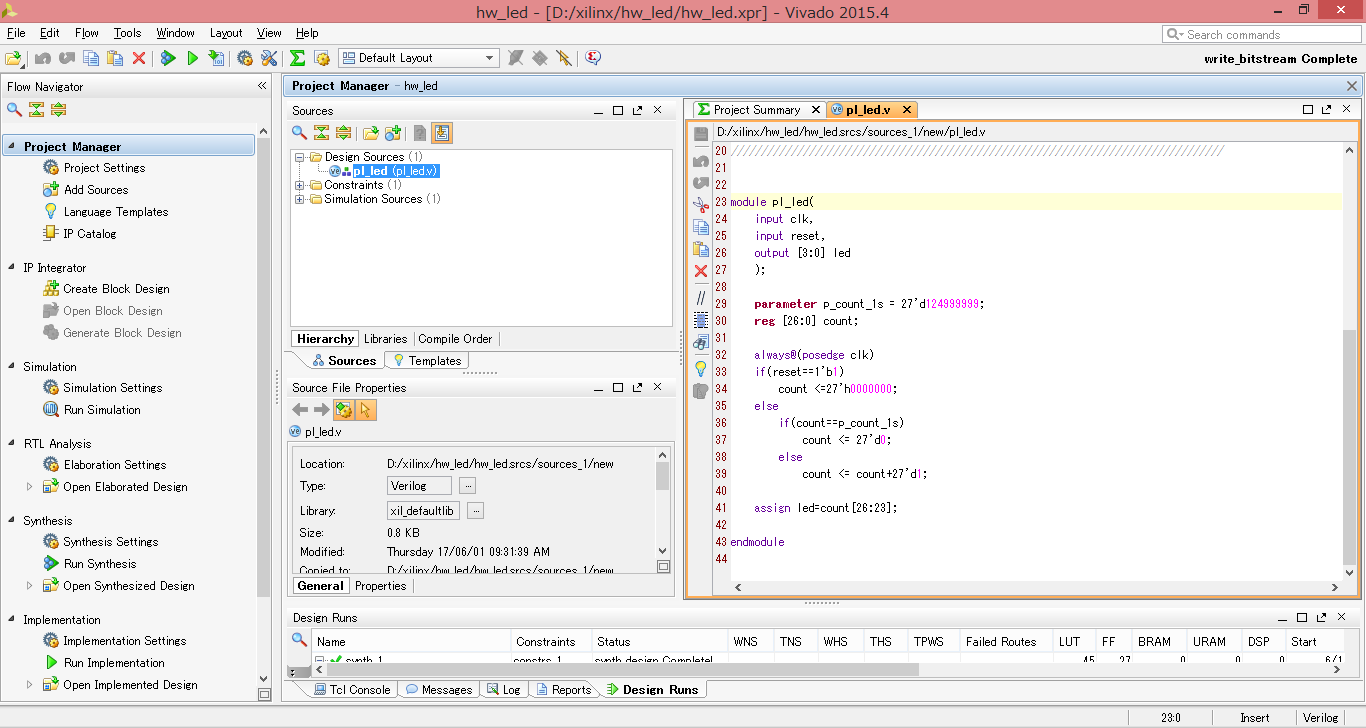 hw_led - [D:/xilinx/hw_led/hw_led.xpr] - Vivado 2015.4
File Edit Flow Tools Window Layout View Help
Search commands
Default Layout
write_bitstream Complete
Flow Navigator
Project Manager
Project Settings
Add Sources
Language Templates
IP Catalog
IP Integrator
Create Block Design
Open Block Design
Generate Block Design
Simulation
Simulation Settings
Run Simulation
RTL Analysis
Elaboration Settings
Open Elaborated Design
Synthesis
Synthesis Settings
Run Synthesis
Open Synthesized Design
Implementation
Implementation Settings
Run Implementation
Open Implemented Design
Project Manager - hw_led
Sources
Design Sources (1)
pl_led (pl_led.v)
Constraints (1)
Simulation Sources (1)
Hierarchy Libraries Compile Order
Sources Templates
Source File Properties
pl_led.v
Location: D:/xilinx/hw_led/hw_led.srcs/sources_1/new
Type: Verilog ...
Library: xil_defaultlib ...
Size: 0.8 KB
Modified: Thursday 17/06/01 09:31:39 AM
Copied to: D:/xilinx/hw_led/hw_led.srcs/sources_1/new
General Properties
Project Summary pl_led.v
D:/xilinx/hw_led/hw_led.srcs/sources_1/new/pl_led.v
20 //////////////////////////////////////////////////////////////////////////////////
21
22
23 module pl_led(
24 input clk,
25 input reset,
26 output [3:0] led
27 );
28
29 parameter p_count_1s = 27'd124999999;
30 reg [26:0] count;
31
32 always@(posedge clk)
33 if(reset==1'b1)
34 count <=27'h0000000;
35 else
36 if(count==p_count_1s)
37 count <= 27'd0;
38 else
39 count <= count+27'd1;
40
41 assign led=count[26:23];
42
43 endmodule
44
Design Runs
Name Constraints Status WNS TNS WHS THS TPWS Failed Routes LUT FF BRAM URAM DSP Start
synth_1 constrs_1 synth_design Complete! 45 27 0 0 0 6/1
Tcl Console Messages Log Reports Design Runs
23:0 Insert Verilog